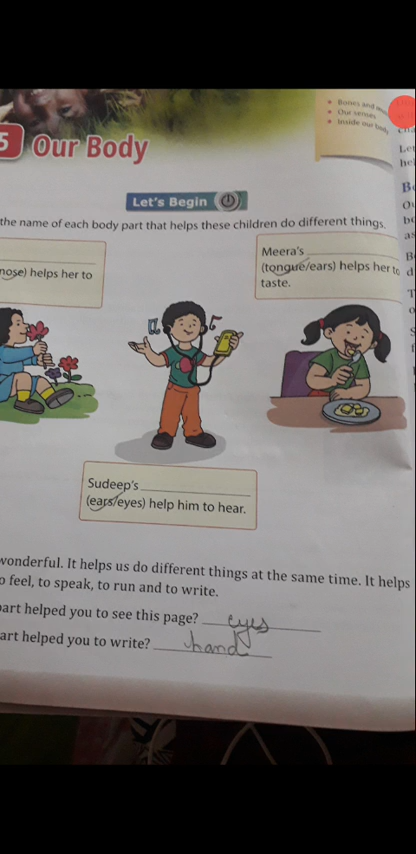 Bones and
Our senses
Inside our body
5 Our Body
Let's Begin
the name of each body part that helps these children do different things.
nose) helps her to
Meera's
(tongue/ears) helps her to
taste.
Sudeep's
(ears/eyes) help him to hear.
wonderful. It helps us do different things at the same time. It helps
o feel, to speak, to run and to write.
part helped you to see this page? eyes
art helped you to write? hand